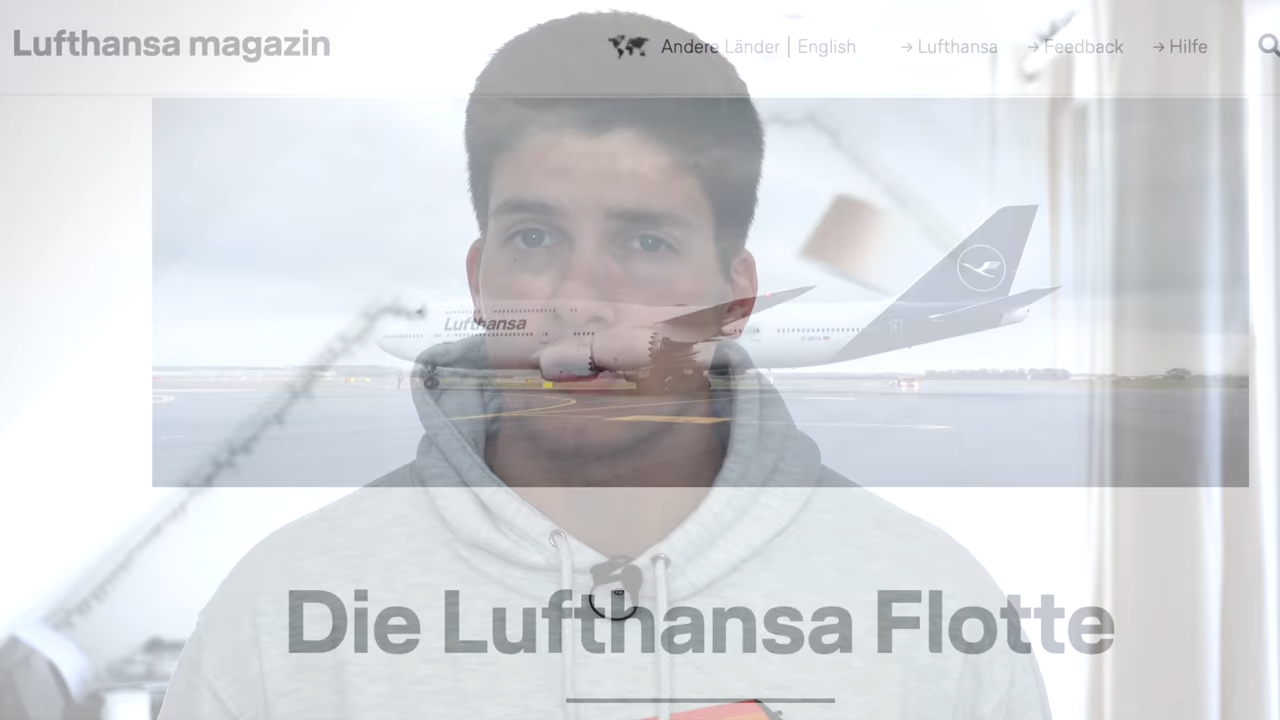 Lufthansa magazin
Andere Länder | English
→ Lufthansa
→ Feedback
→ Hilfe
Lufthansa
Die Lufthansa Flotte